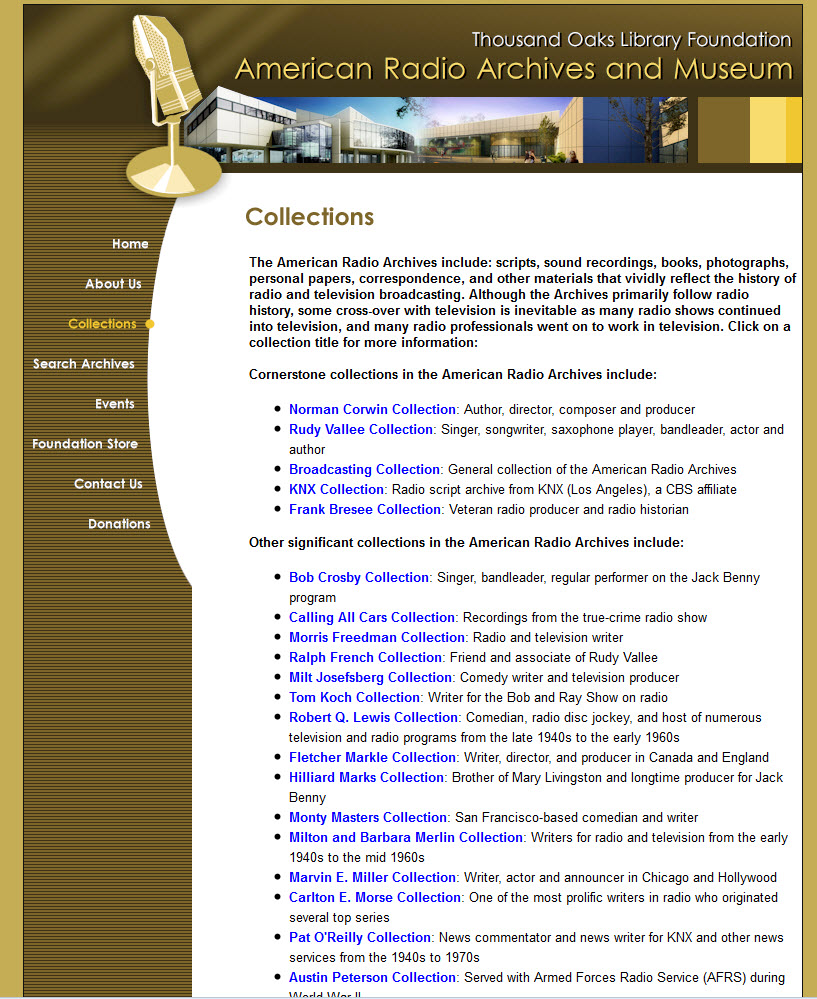 Thousand Oaks Library Foundation
American Radio Archives and Museum
Home
About Us
Collections
Search Archives
Events
Foundation Store
Contact Us
Donations
Collections
The American Radio Archives include: scripts, sound recordings, books, photographs,
personal papers, correspondence, and other materials that vividly reflect the history of
radio and television broadcasting. Although the Archives primarily follow radio
history, some cross-over with television is inevitable as many radio shows continued
into television, and many radio professionals went on to work in television. Click on a
collection title for more information:
Cornerstone collections in the American Radio Archives include:
• Norman Corwin Collection: Author, director, composer and producer
• Rudy Vallee Collection: Singer, songwriter, saxophone player, bandleader, actor and
author
• Broadcasting Collection: General collection of the American Radio Archives
• KNX Collection: Radio script archive from KNX (Los Angeles), a CBS affiliate
• Frank Bresee Collection: Veteran radio producer and radio historian
Other significant collections in the American Radio Archives include:
• Bob Crosby Collection: Singer, bandleader, regular performer on the Jack Benny
program
• Calling All Cars Collection: Recordings from the true-crime radio show
• Morris Freedman Collection: Radio and television writer
• Ralph French Collection: Friend and associate of Rudy Vallee
• Milt Josefsberg Collection: Comedy writer and television producer
• Tom Koch Collection: Writer for the Bob and Ray Show on radio
• Robert Q. Lewis Collection: Comedian, radio disc jockey, and host of numerous
television and radio programs from the late 1940s to the early 1960s
• Fletcher Markle Collection: Writer, director, and producer in Canada and England
• Hilliard Marks Collection: Brother of Mary Livingston and longtime producer for Jack
Benny
• Monty Masters Collection: San Francisco-based comedian and writer
• Milton and Barbara Merlin Collection: Writers for radio and television from the early
1940s to the mid 1960s
• Marvin E. Miller Collection: Writer, actor and announcer in Chicago and Hollywood
• Carlton E. Morse Collection: One of the most prolific writers in radio who originated
several top series
• Pat O'Reilly Collection: News commentator and news writer for KNX and other news
services from the 1940s to 1970s
• Austin Peterson Collection: Served with Armed Forces Radio Service (AFRS) during
World War II